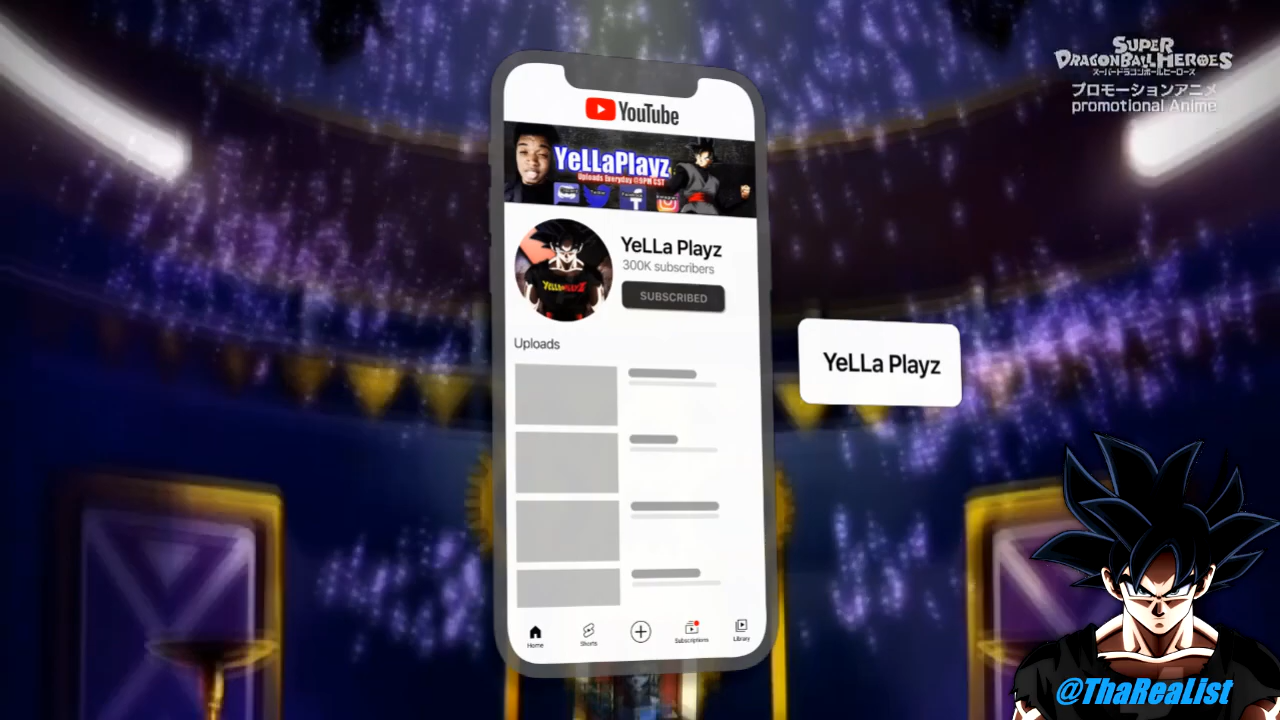 SUPER
DRAGONBALL HEROES
スーパードラゴンボールヒーローズ
プロモーションアニメ
promotional Anime
YouTube
YeLLaPlayz
Uploads Everyday @5PM CST
YeLLa Playz
300K subscribers
SUBSCRIBED
Uploads
YeLLa Playz
Home
Shorts
Subscriptions
Library
@ThaReaList